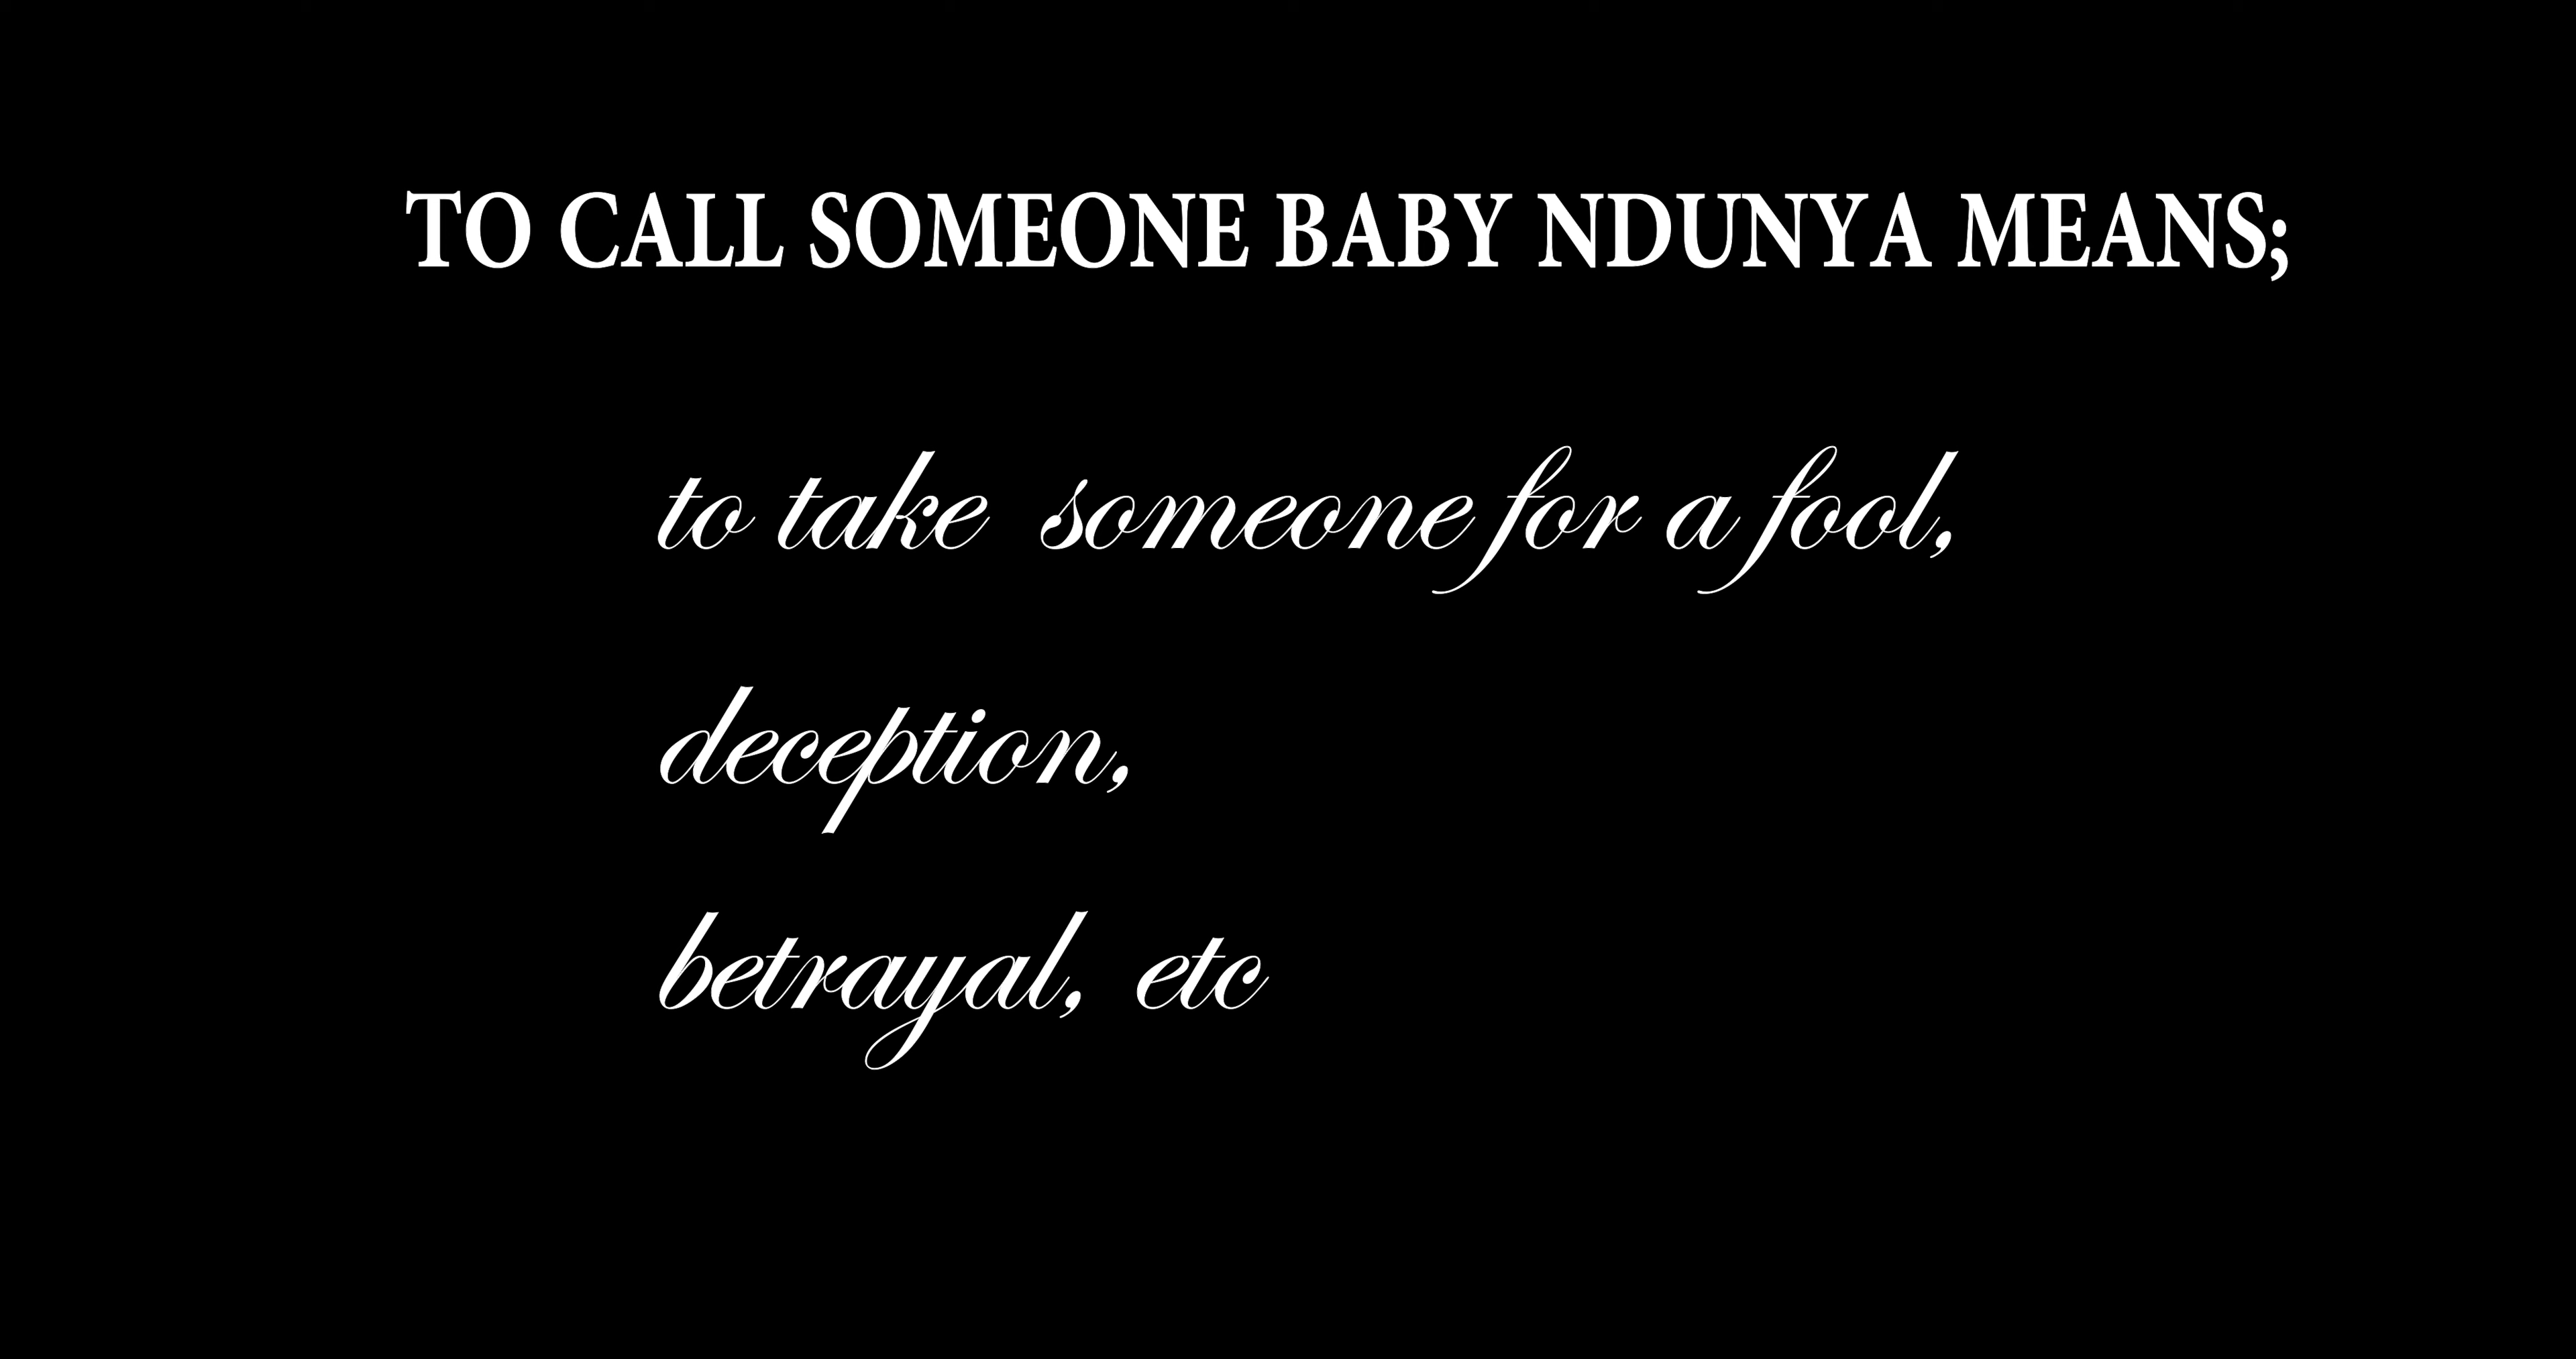 TO CALL SOMEONE BABY NDUNYA MEANS;
to take someone for a fool,
deception,
betrayal, etc